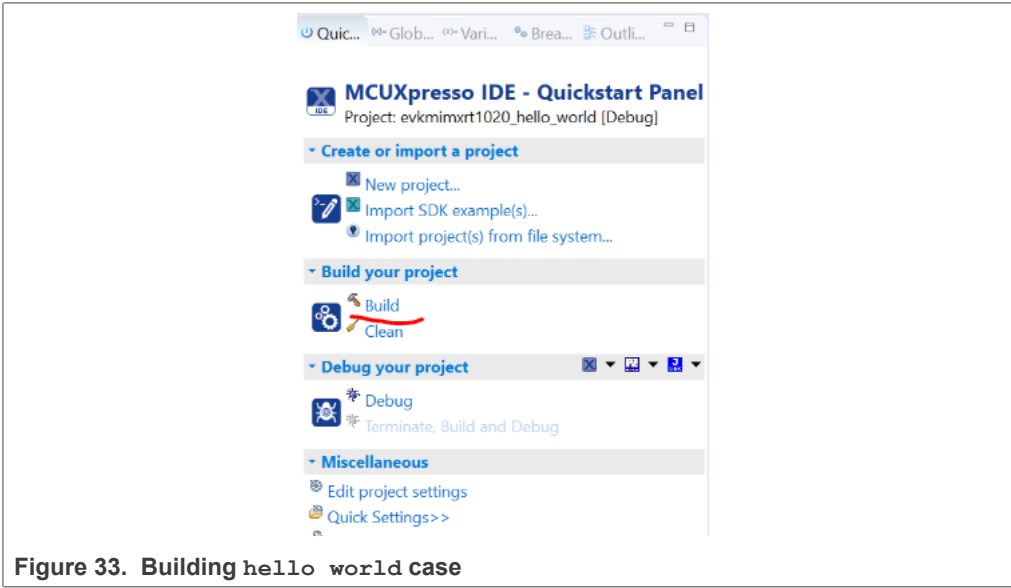 Quic... Glob... Vari... Brea... Outli...
MCUXpresso IDE - Quickstart Panel
IDE
Project: evkmimxrt1020_hello_world [Debug]
Create or import a project
New project...
Import SDK example(s)...
Import project(s) from file system...
Build your project
Build
Clean
Debug your project
Debug
Terminate, Build and Debug
Miscellaneous
Edit project settings
Quick Settings>>
Figure 33. Building hello world case